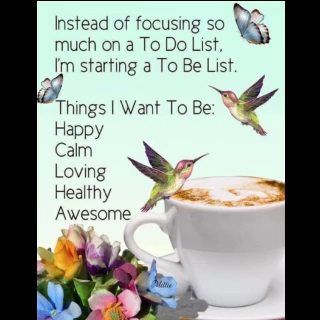 Instead of focusing so
much on a To Do List,
I'm starting a To Be List.
Things I Want To Be:
Happy
Calm
Loving
Healthy
Awesome
Millie